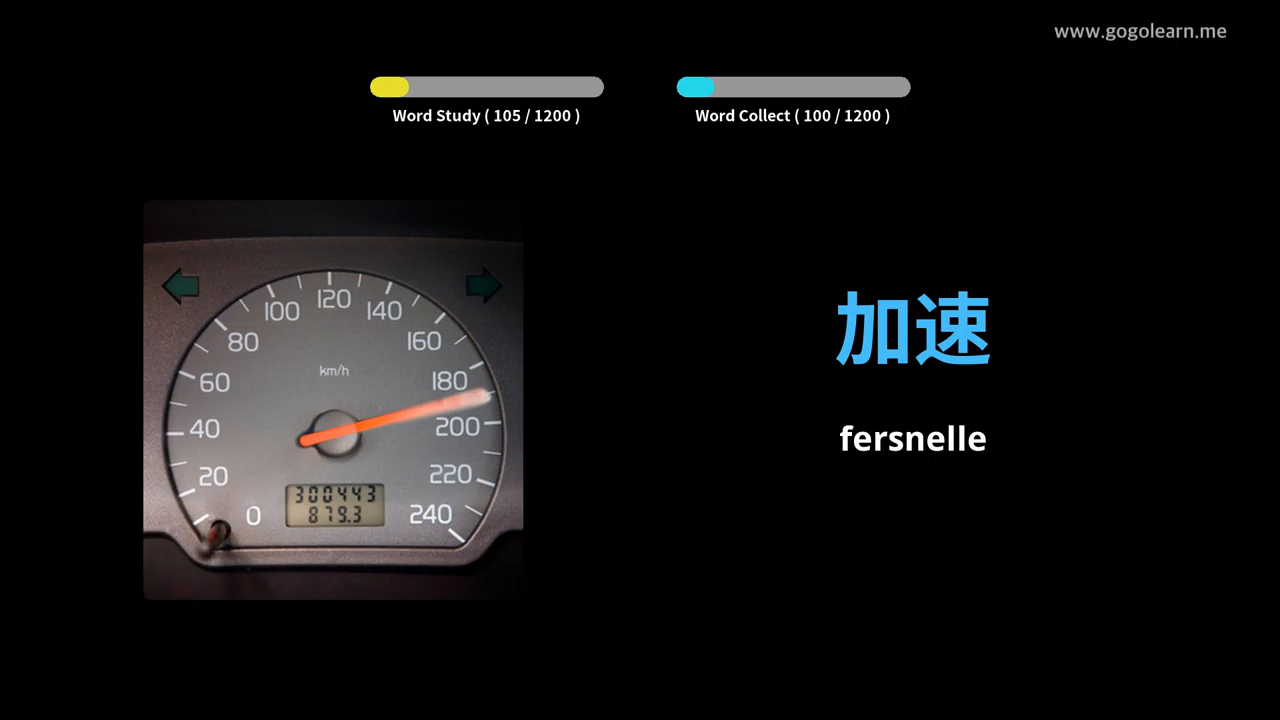 www.gogolearn.me
Word Study ( 105 / 1200 )
Word Collect ( 100 / 1200 )
120
100
140
80
160
km/h
60
180
40
200
20
220
0
240
300443
879.3
加速
fersnelle